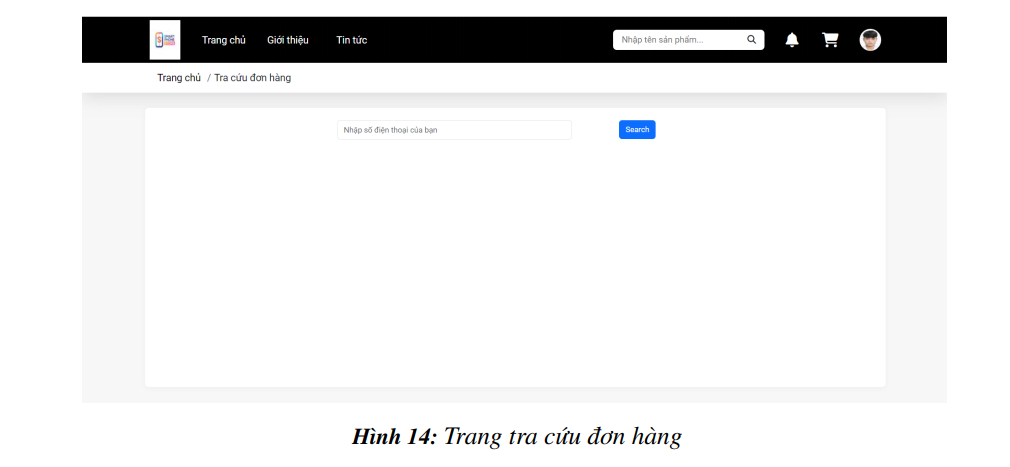 Trang chủ Giới thiệu Tin tức Nhập tên sản phẩm...
Trang chủ / Tra cứu đơn hàng
Nhập số điện thoại của bạn Search
Hình 14: Trang tra cứu đơn hàng